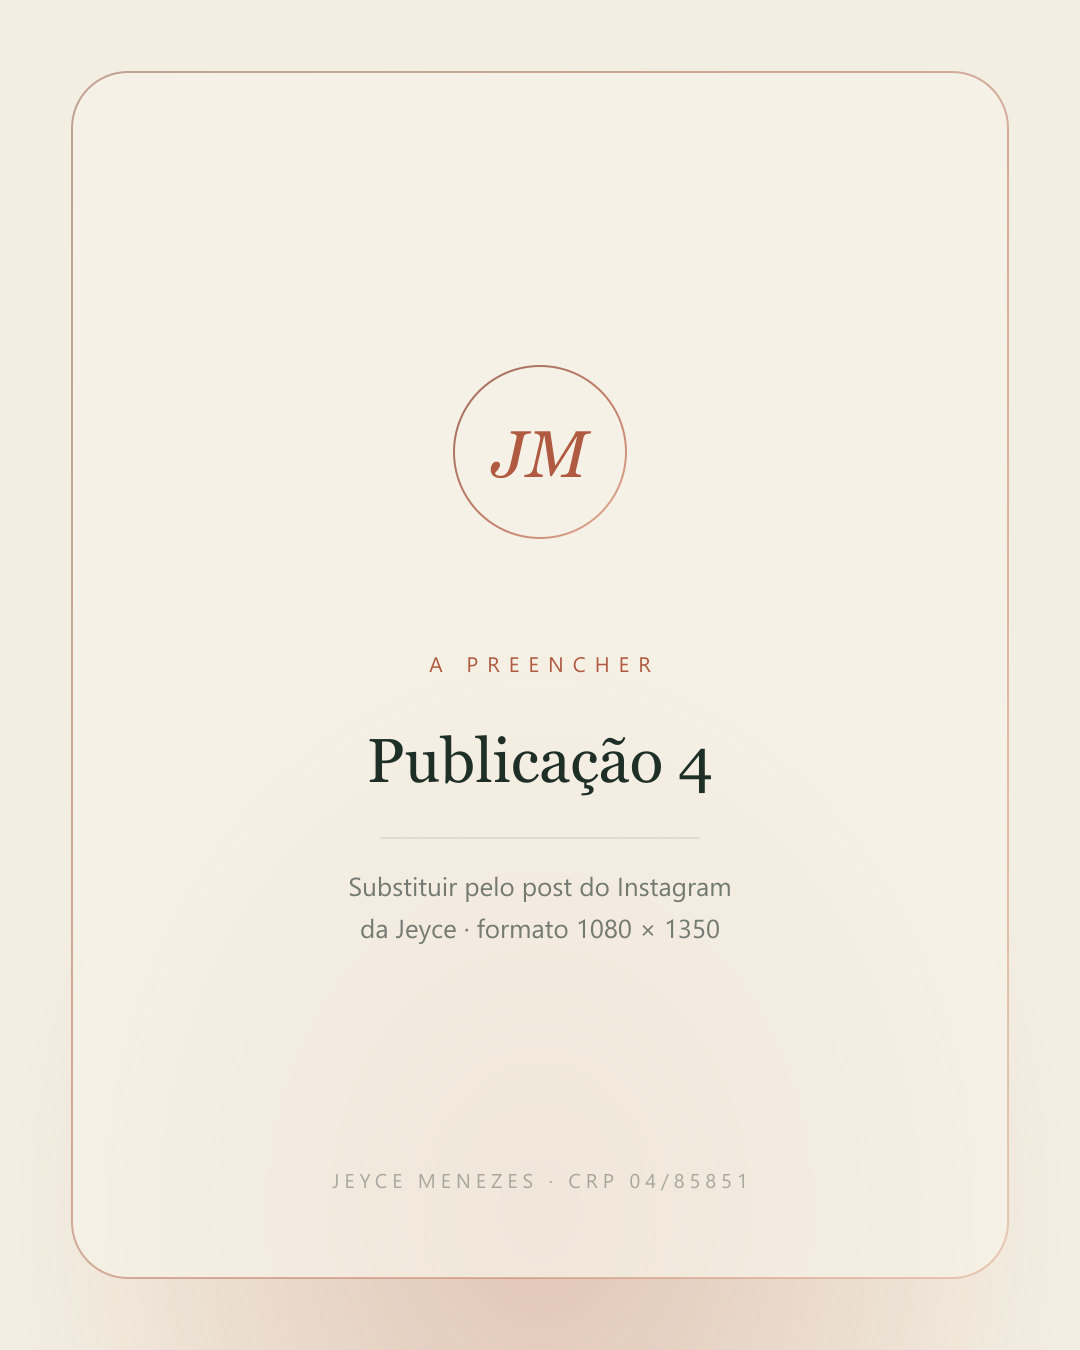 JM
A PREENCHER
Publicação 4
Substituir pelo post do Instagram
da Jeyce · formato 1080 × 1350
JEYCE MENEZES · CRP 04/85851